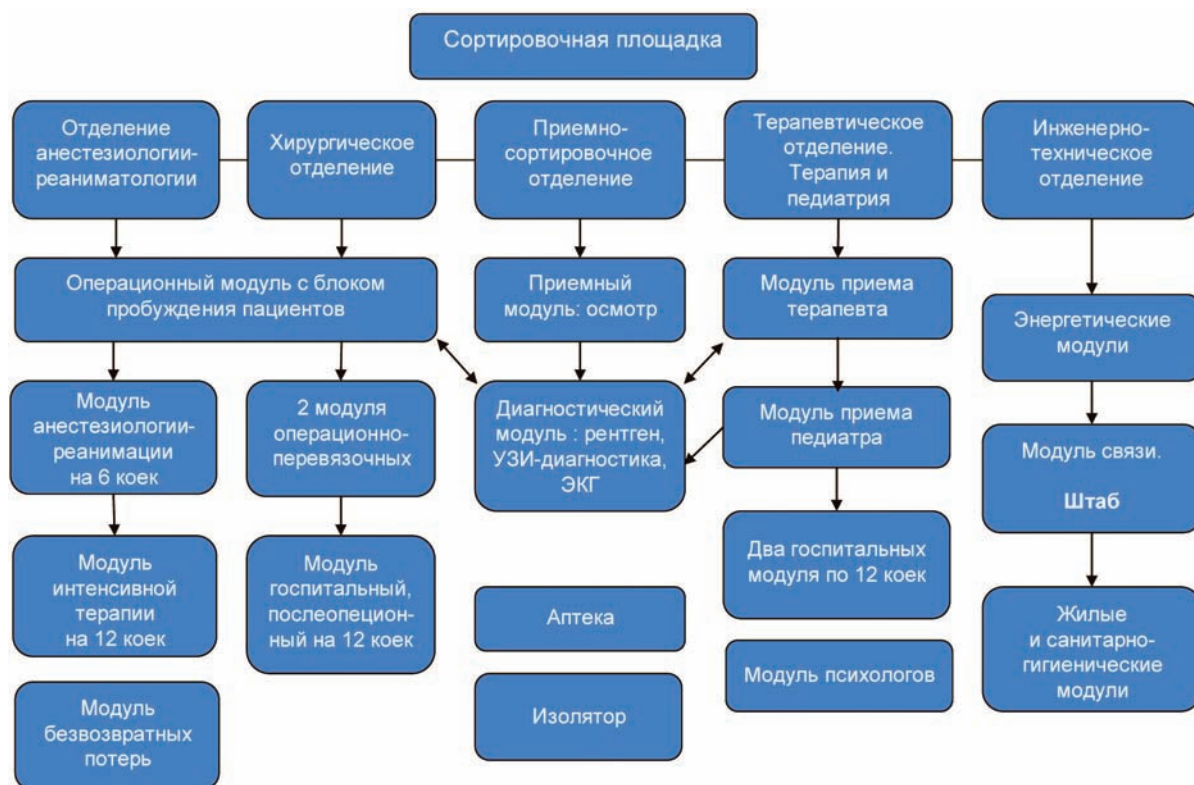 Сортировочная площадка
Отделение
анестезиологии-
реаниматологии
Хирургическое
отделение
Приемно-
сортировочное
отделение
Терапевтическое
отделение.
Терапия и
педиатрия
Инженерно-
техническое
отделение
Операционный модуль с блоком
пробуждения пациентов
Приемный
модуль: осмотр
Модуль приема
терапевта
Энергетические
модули
Модуль
анестезиологии-
реанимации
на 6 коек
2 модуля
операционно-
перевязочных
Диагностический
модуль : рентген,
УЗИ-диагностика,
ЭКГ
Модуль приема
педиатра
Модуль связи.
Штаб
Модуль
интенсивной
терапии
на 12 коек
Модуль
госпитальный,
послеопецион-
ный на 12 коек
Аптека
Два госпитальных
модуля по 12 коек
Жилые
и санитарно-
гигиенические
модули
Модуль
безвозвратных
потерь
Изолятор
Модуль психологов